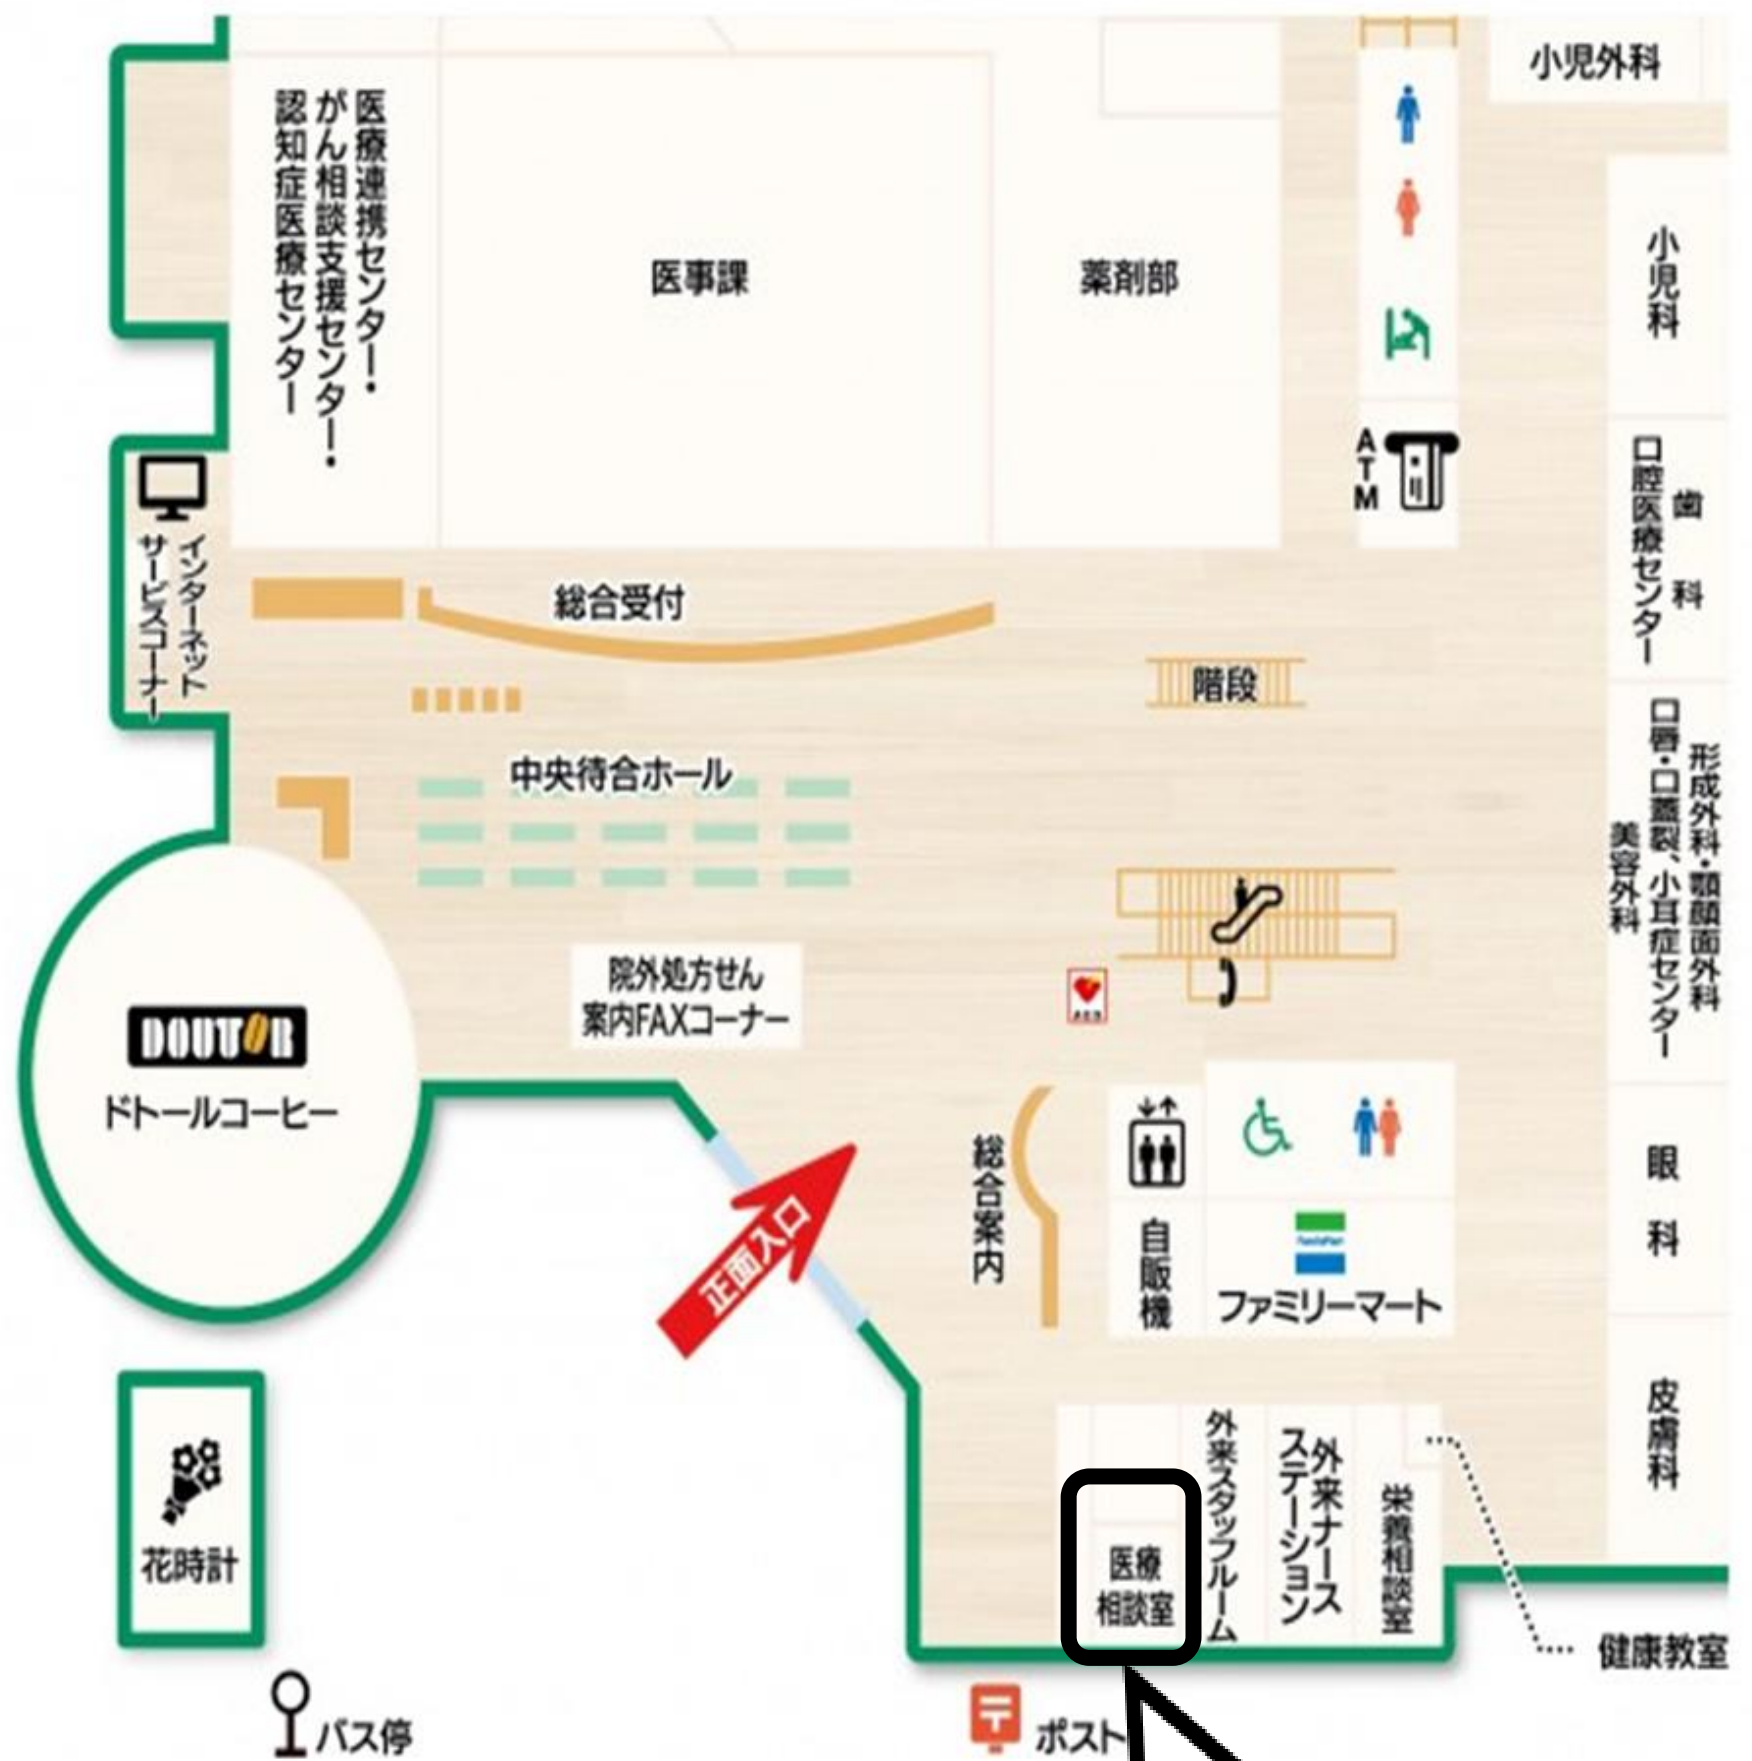 小児外科
医療連携センター・
がん相談支援センター・
認知症医療センター
医事課
薬剤部
小児科
ATM
歯科
口腔医療センター
インターネット
サービスコーナー
総合受付
階段
中央待合ホール
形成外科・顎顔面外科
口唇・口蓋裂、小耳症センター
美容外科
院外処方せん
案内FAXコーナー
AED
DOUTOR
ドトールコーヒー
総合案内
自販機
FamilyMart
ファミリーマート
眼科
正面入口
皮膚科
花時計
医療
相談室
外来スタッフルーム
外来ナース
ステーション
栄養相談室
健康教室
バス停
ポスト